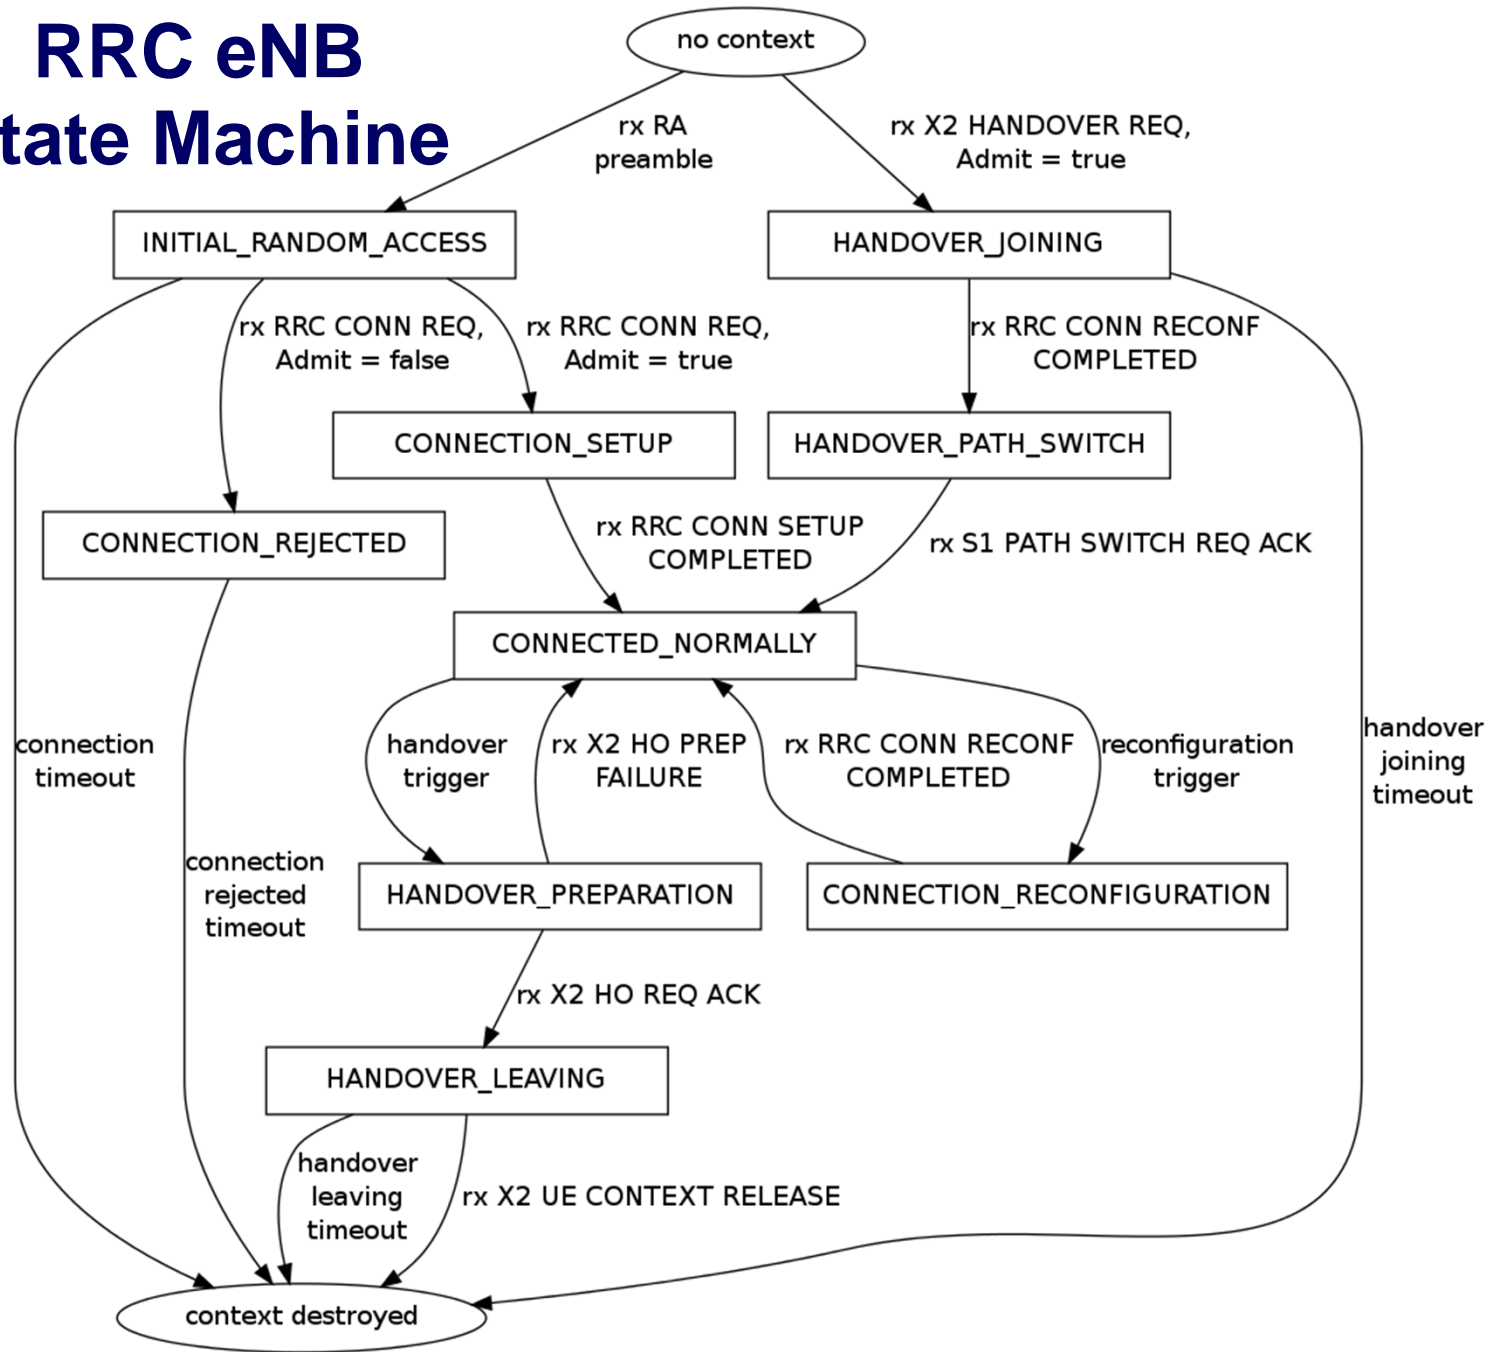 RRC eNB
tate Machine
no context
rx RA
preamble
rx X2 HANDOVER REQ,
Admit = true
INITIAL_RANDOM_ACCESS
HANDOVER_JOINING
rx RRC CONN REQ,
Admit = false
rx RRC CONN REQ,
Admit = true
rx RRC CONN RECONF
COMPLETED
CONNECTION_SETUP
HANDOVER_PATH_SWITCH
CONNECTION_REJECTED
rx RRC CONN SETUP
COMPLETED
rx S1 PATH SWITCH REQ ACK
CONNECTED_NORMALLY
connection
timeout
handover
trigger
rx X2 HO PREP
FAILURE
rx RRC CONN RECONF
COMPLETED
reconfiguration
trigger
handover
joining
timeout
connection
rejected
timeout
HANDOVER_PREPARATION
CONNECTION_RECONFIGURATION
rx X2 HO REQ ACK
HANDOVER_LEAVING
handover
leaving
timeout
rx X2 UE CONTEXT RELEASE
context destroyed